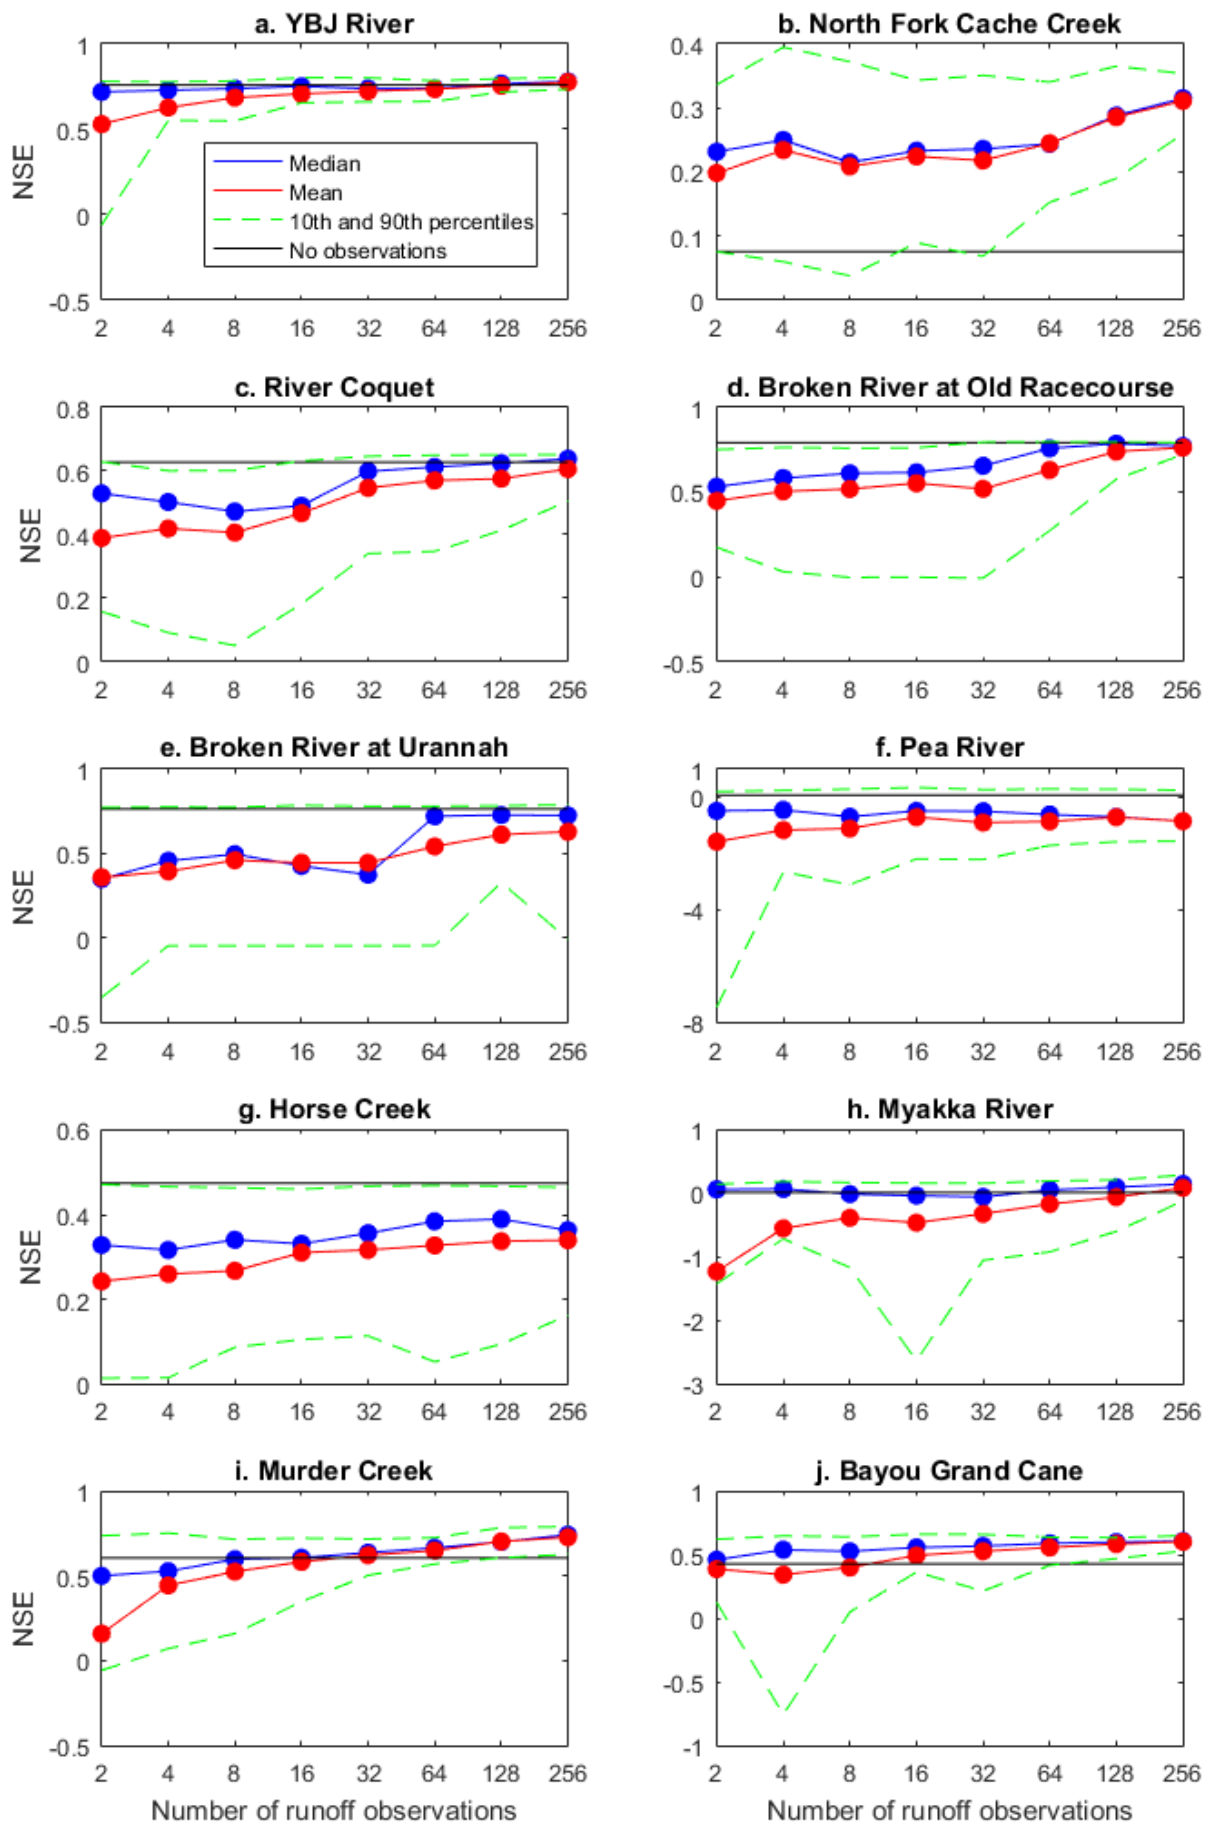 a. YBJ River
NSE
1
0.5
0
-0.5
Median
Mean
10th and 90th percentiles
No observations
2 4 8 16 32 64 128 256
b. North Fork Cache Creek
0.4
0.3
0.2
0.1
0
2 4 8 16 32 64 128 256
c. River Coquet
NSE
0.8
0.6
0.4
0.2
0
2 4 8 16 32 64 128 256
d. Broken River at Old Racecourse
1
0.5
0
-0.5
2 4 8 16 32 64 128 256
e. Broken River at Urannah
NSE
1
0.5
0
-0.5
2 4 8 16 32 64 128 256
f. Pea River
1
0
-4
-8
2 4 8 16 32 64 128 256
g. Horse Creek
NSE
0.6
0.4
0.2
0
2 4 8 16 32 64 128 256
h. Myakka River
1
0
-1
-2
-3
2 4 8 16 32 64 128 256
i. Murder Creek
NSE
1
0.5
0
-0.5
2 4 8 16 32 64 128 256
Number of runoff observations
j. Bayou Grand Cane
1
0.5
0
-0.5
-1
2 4 8 16 32 64 128 256
Number of runoff observations